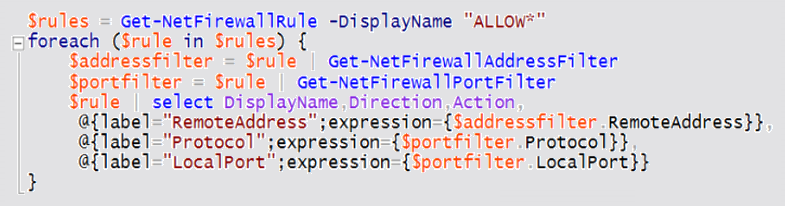 $rules = Get-NetFirewallRule -DisplayName "ALLOW*"
foreach ($rule in $rules) {
$addressfilter = $rule | Get-NetFirewallAddressFilter
$portfilter = $rule | Get-NetFirewallPortFilter
$rule | select DisplayName,Direction,Action,
@{label="RemoteAddress";expression={$addressfilter.RemoteAddress}},
@{label="Protocol";expression={$portfilter.Protocol}},
@{label="LocalPort";expression={$portfilter.LocalPort}}
}